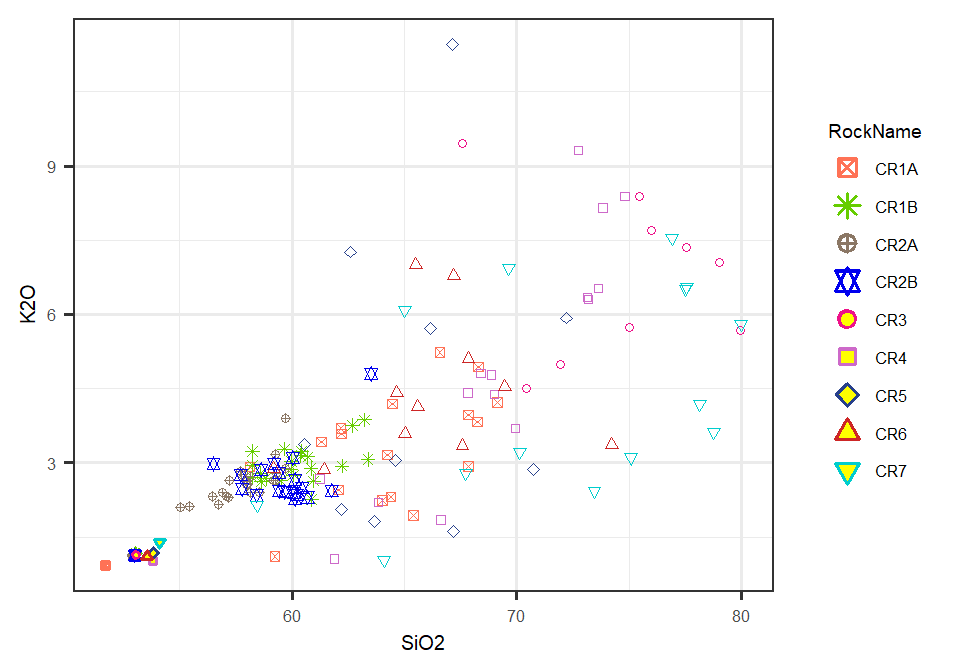 K2O
9
6
3
60
70
80
SiO2
RockName
CR1A
CR1B
CR2A
CR2B
CR3
CR4
CR5
CR6
CR7